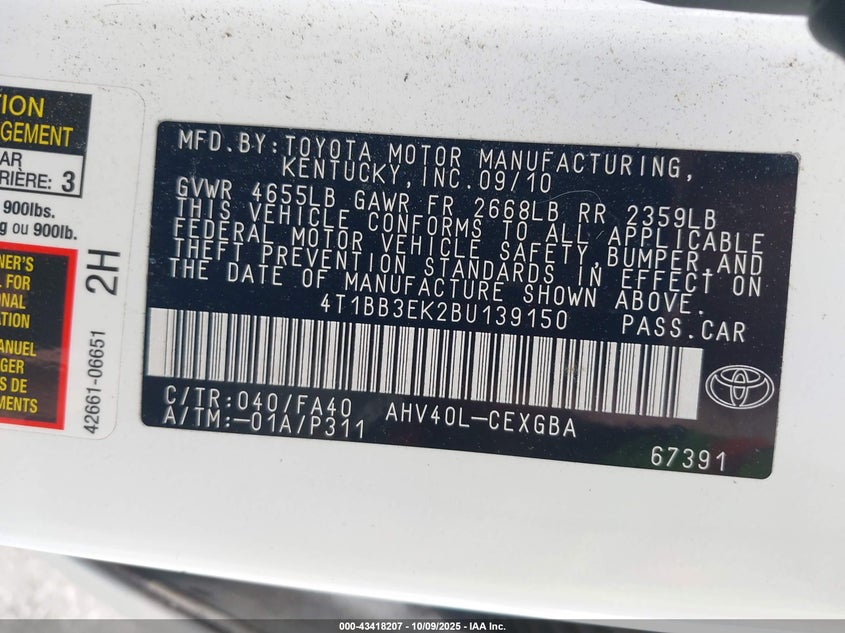 TION
GEMENT
AR
RIÈRE: 3
900lbs.
g ou 900lb.
NER'S
L FOR
ONAL
ATION
ANUEL
GER
S DE
EMENTS
2H
42661-06651
MFD.BY:TOYOTA MOTOR MANUFACTURING,
KENTUCKY,INC.09/10
GVWR 4655LB GAWR FR 2668LB RR 2359LB
THIS VEHICLE CONFORMS TO ALL APPLICABLE
FEDERAL MOTOR VEHICLE SAFETY,BUMPER,AND
THEFT PREVENTION STANDARDS IN EFFECT ON
THE DATE OF MANUFACTURE SHOWN ABOVE.
4T1BB3EK2BU139150 PASS.CAR
C/TR:040/FA40
A/TM:-01A/P311 AHV40L-CEXGBA
67391
000-43418207 - 10/09/2025 - IAA Inc.